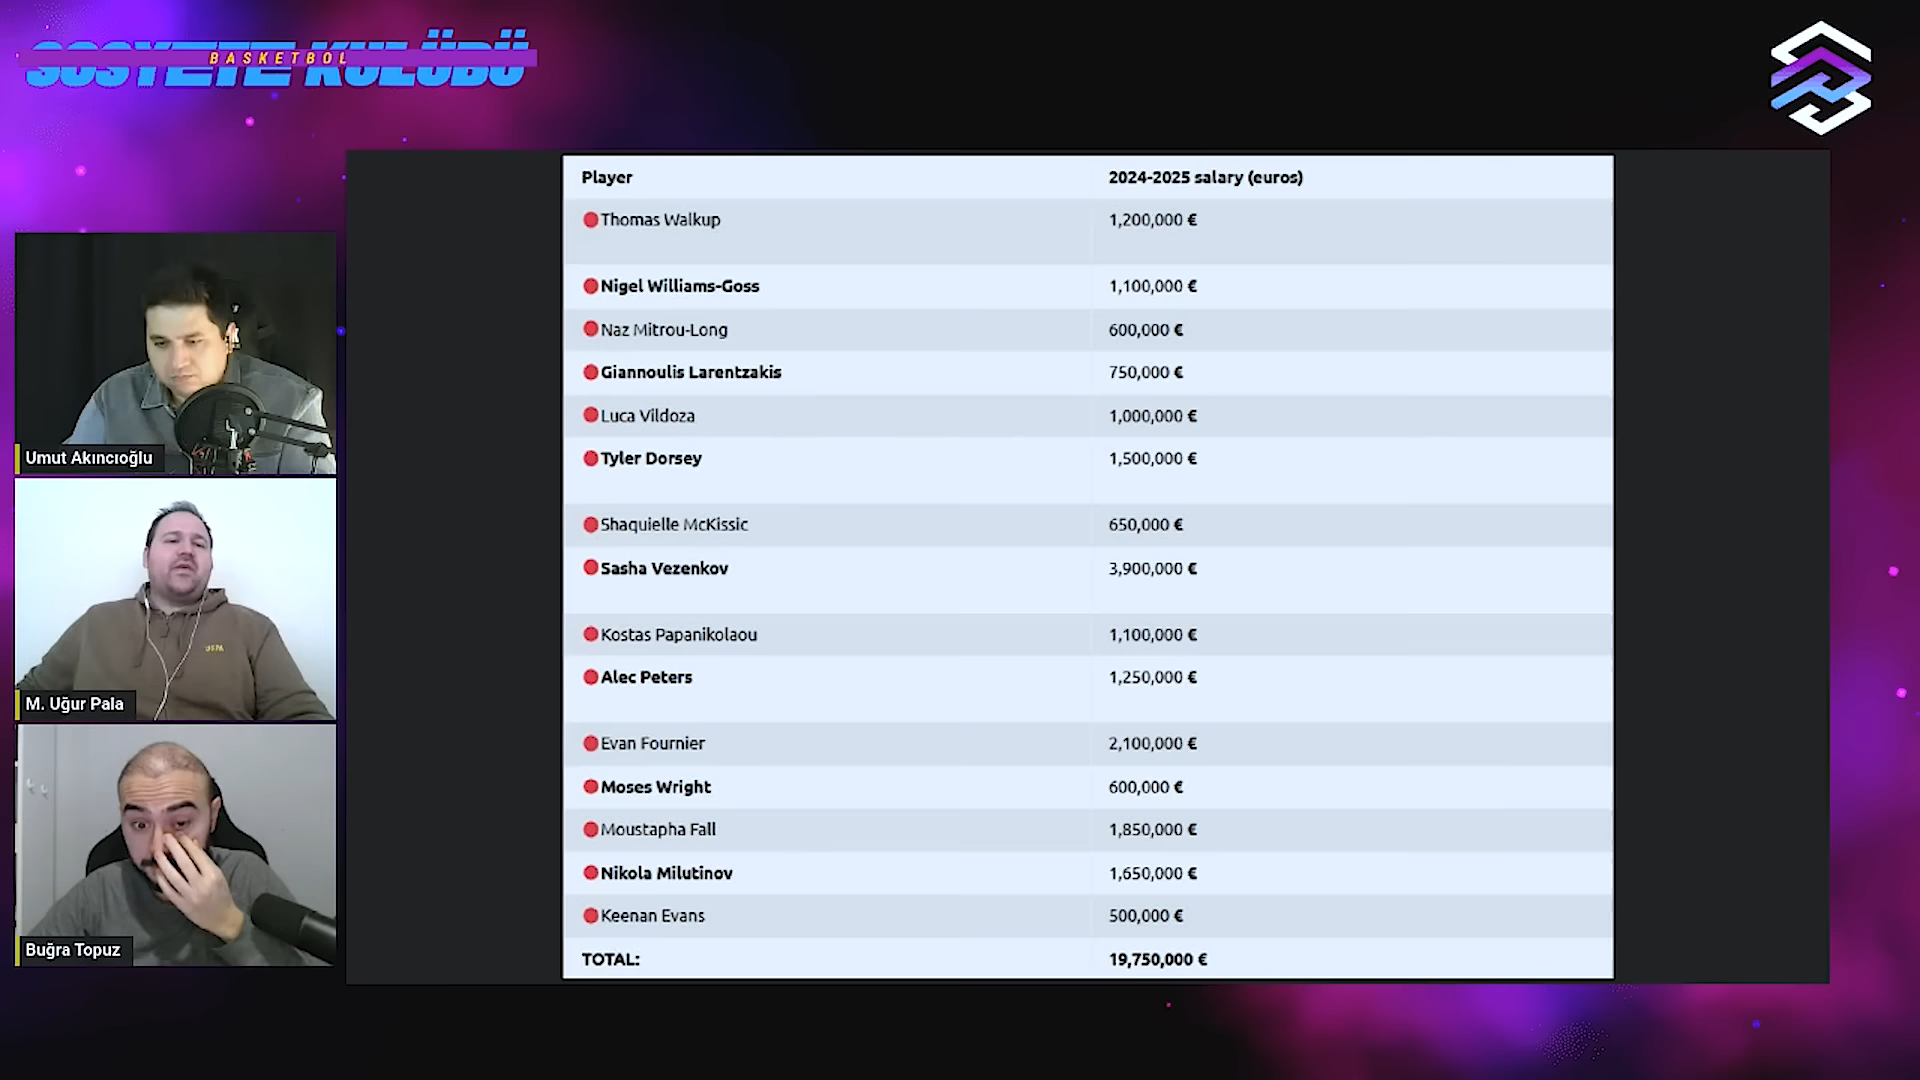 SOSYETE KULÜBÜ
BASKETBOL
Player 2024-2025 salary (euros)
Thomas Walkup 1,200,000 €
Nigel Williams-Goss 1,100,000 €
Naz Mitrou-Long 600,000 €
Giannoulis Larentzakis 750,000 €
Luca Vildoza 1,000,000 €
Tyler Dorsey 1,500,000 €
Shaquielle McKissic 650,000 €
Sasha Vezenkov 3,900,000 €
Kostas Papanikolaou 1,100,000 €
Alec Peters 1,250,000 €
Evan Fournier 2,100,000 €
Moses Wright 600,000 €
Moustapha Fall 1,850,000 €
Nikola Milutinov 1,650,000 €
Keenan Evans 500,000 €
TOTAL: 19,750,000 €
Umut Akıncıoğlu
M. Uğur Pala
Buğra Topuz